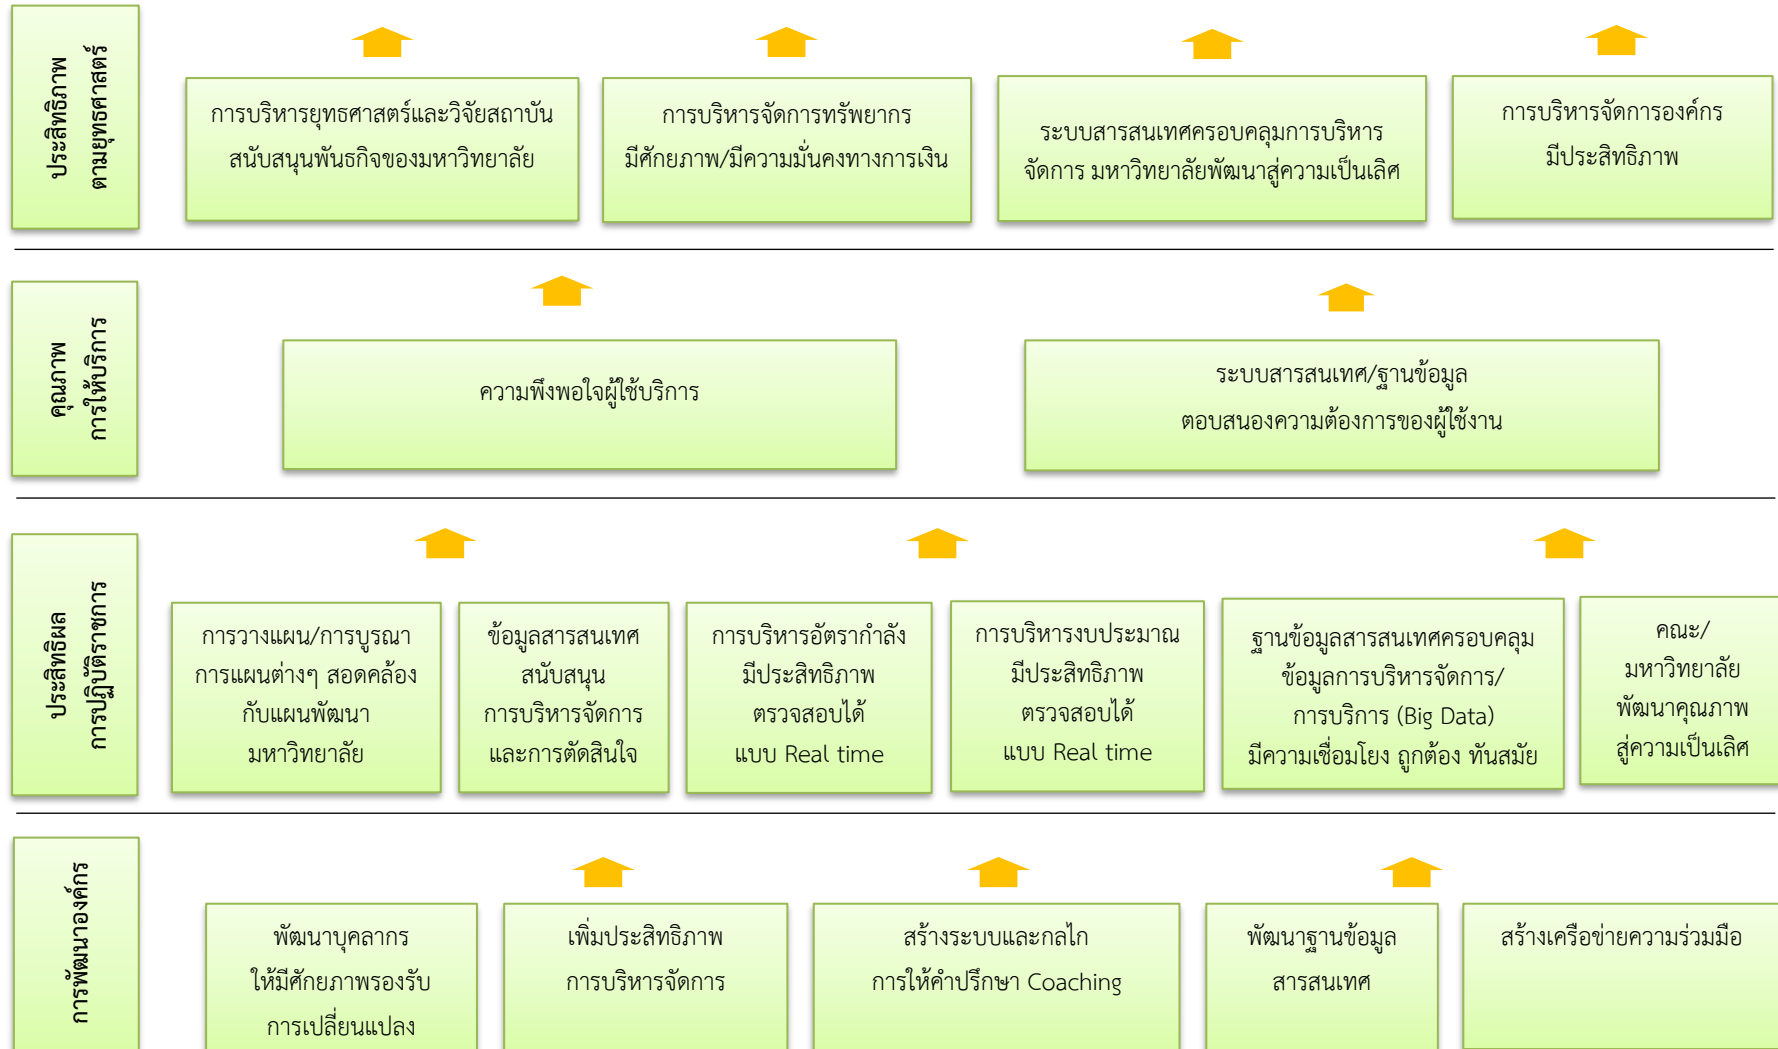 ประสิทธิภาพ
ตามยุทธศาสตร์
การบริหารยุทธศาสตร์และวิจัยสถาบัน
สนับสนุนพันธกิจของมหาวิทยาลัย
การบริหารจัดการทรัพยากร
มีศักยภาพ/มีความมั่นคงทางการเงิน
ระบบสารสนเทศครอบคลุมการบริหาร
จัดการ มหาวิทยาลัยพัฒนาสู่ความเป็นเลิศ
การบริหารจัดการองค์กร
มีประสิทธิภาพ
คุณภาพ
การให้บริการ
ความพึงพอใจผู้ใช้บริการ
ระบบสารสนเทศ/ฐานข้อมูล
ตอบสนองความต้องการของผู้ใช้งาน
ประสิทธิผล
การปฏิบัติราชการ
การวางแผน/การบูรณา
การแผนต่างๆ สอดคล้อง
กับแผนพัฒนา
มหาวิทยาลัย
ข้อมูลสารสนเทศ
สนับสนุน
การบริหารจัดการ
และการตัดสินใจ
การบริหารอัตรากำลัง
มีประสิทธิภาพ
ตรวจสอบได้
แบบ Real time
การบริหารงบประมาณ
มีประสิทธิภาพ
ตรวจสอบได้
แบบ Real time
ฐานข้อมูลสารสนเทศครอบคลุม
ข้อมูลการบริหารจัดการ/
การบริการ (Big Data)
มีความเชื่อมโยง ถูกต้อง ทันสมัย
คณะ/
มหาวิทยาลัย
พัฒนาคุณภาพ
สู่ความเป็นเลิศ
การพัฒนาองค์กร
พัฒนาบุคลากร
ให้มีศักยภาพรองรับ
การเปลี่ยนแปลง
เพิ่มประสิทธิภาพ
การบริหารจัดการ
สร้างระบบและกลไก
การให้คำปรึกษา Coaching
พัฒนาฐานข้อมูล
สารสนเทศ
สร้างเครือข่ายความร่วมมือ